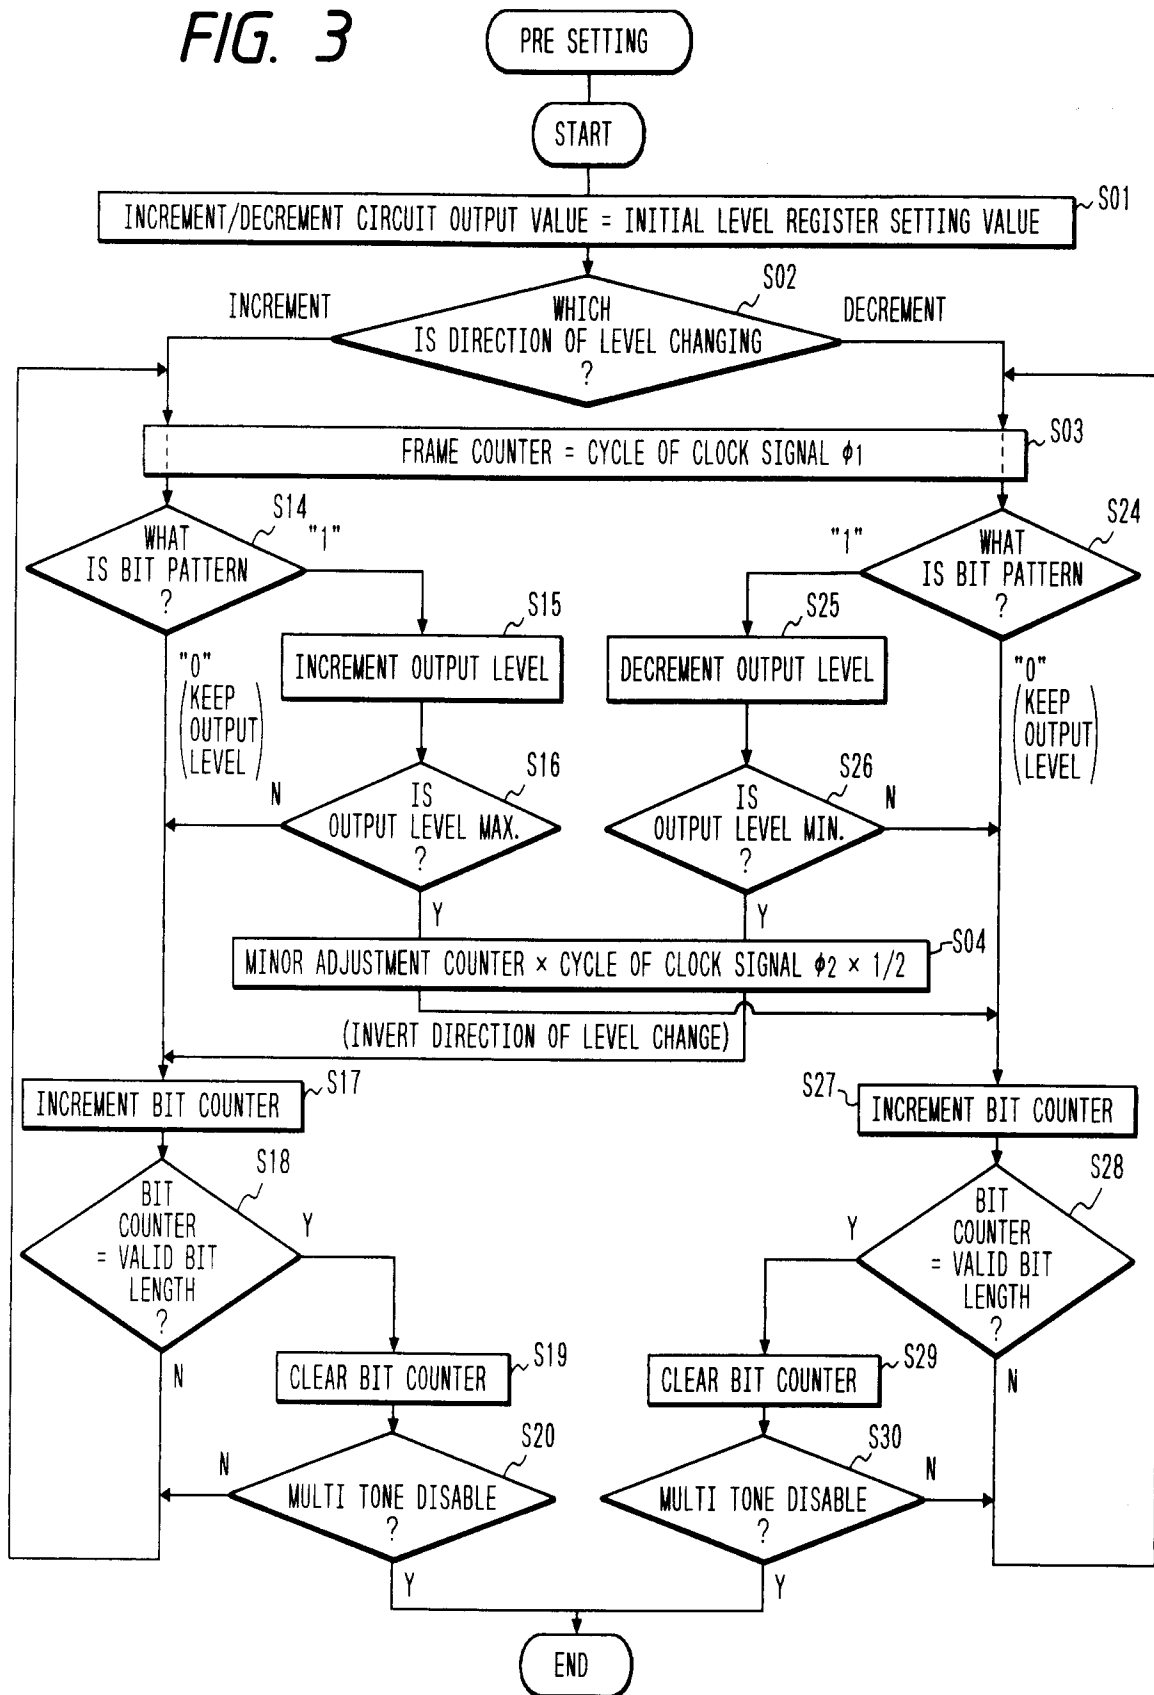 FIG. 3
PRE SETTING
START
S01
INCREMENT/DECREMENT CIRCUIT OUTPUT VALUE = INITIAL LEVEL REGISTER SETTING VALUE
S02
INCREMENT
DECREMENT
WHICH
IS DIRECTION OF LEVEL CHANGING
?
S03
FRAME COUNTER = CYCLE OF CLOCK SIGNAL ϕ1
S14
WHAT
IS BIT PATTERN
?
"1"
S24
WHAT
IS BIT PATTERN
?
"1"
S15
INCREMENT OUTPUT LEVEL
S25
DECREMENT OUTPUT LEVEL
"0"
(KEEP
OUTPUT
LEVEL)
"0"
(KEEP
OUTPUT
LEVEL)
S16
N
IS
OUTPUT LEVEL MAX.
?
Y
S26
N
IS
OUTPUT LEVEL MIN.
?
Y
S04
MINOR ADJUSTMENT COUNTER × CYCLE OF CLOCK SIGNAL ϕ2 × 1/2
(INVERT DIRECTION OF LEVEL CHANGE)
S17
INCREMENT BIT COUNTER
S27
INCREMENT BIT COUNTER
S18
BIT
COUNTER
= VALID BIT
LENGTH
?
Y
N
S28
BIT
COUNTER
= VALID BIT
LENGTH
?
Y
N
S19
CLEAR BIT COUNTER
S29
CLEAR BIT COUNTER
S20
N
MULTI TONE DISABLE
?
Y
S30
N
MULTI TONE DISABLE
?
Y
END